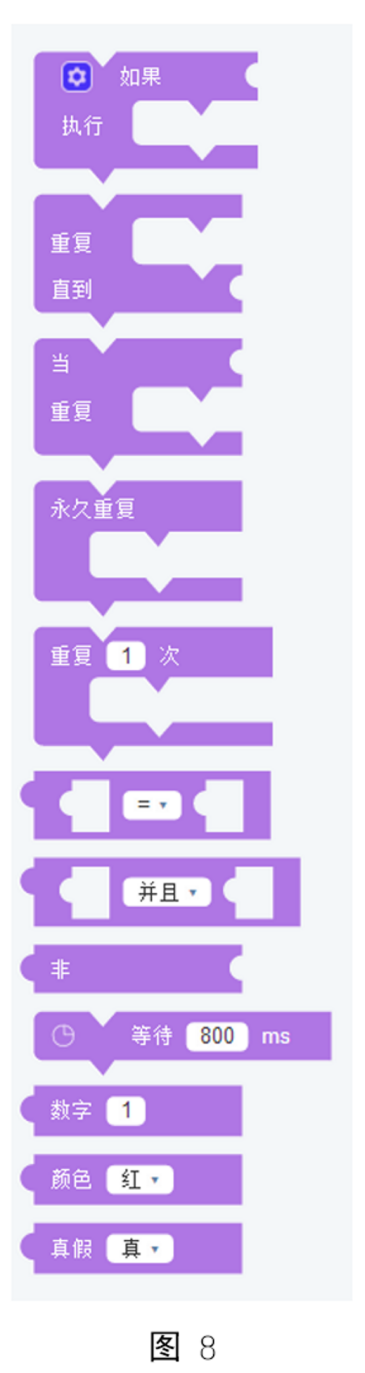 如果
执行
重复
直到
当
重复
永久重复
重复 1 次
= 
并且
非
等待 800 ms
数字 1
颜色 红
真假 真
图 8